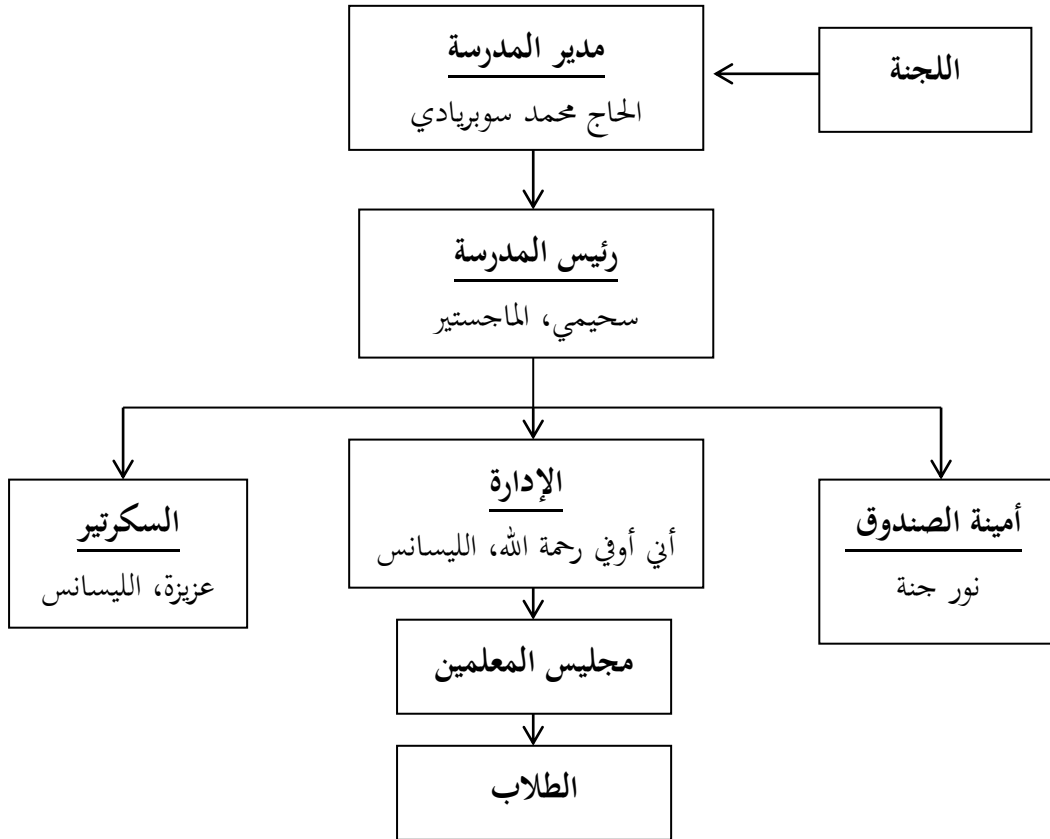 مدير المدرسة
الحاج محمد سوبريادي
اللجنة
رئيس المدرسة
سحيمي، الماجستير
أمينة الصندوق
نور جنة
الإدارة
أني أوفي رحمة الله، الليسانس
السكرتير
عزيزة، الليسانس
مجليس المعلمين
الطلاب